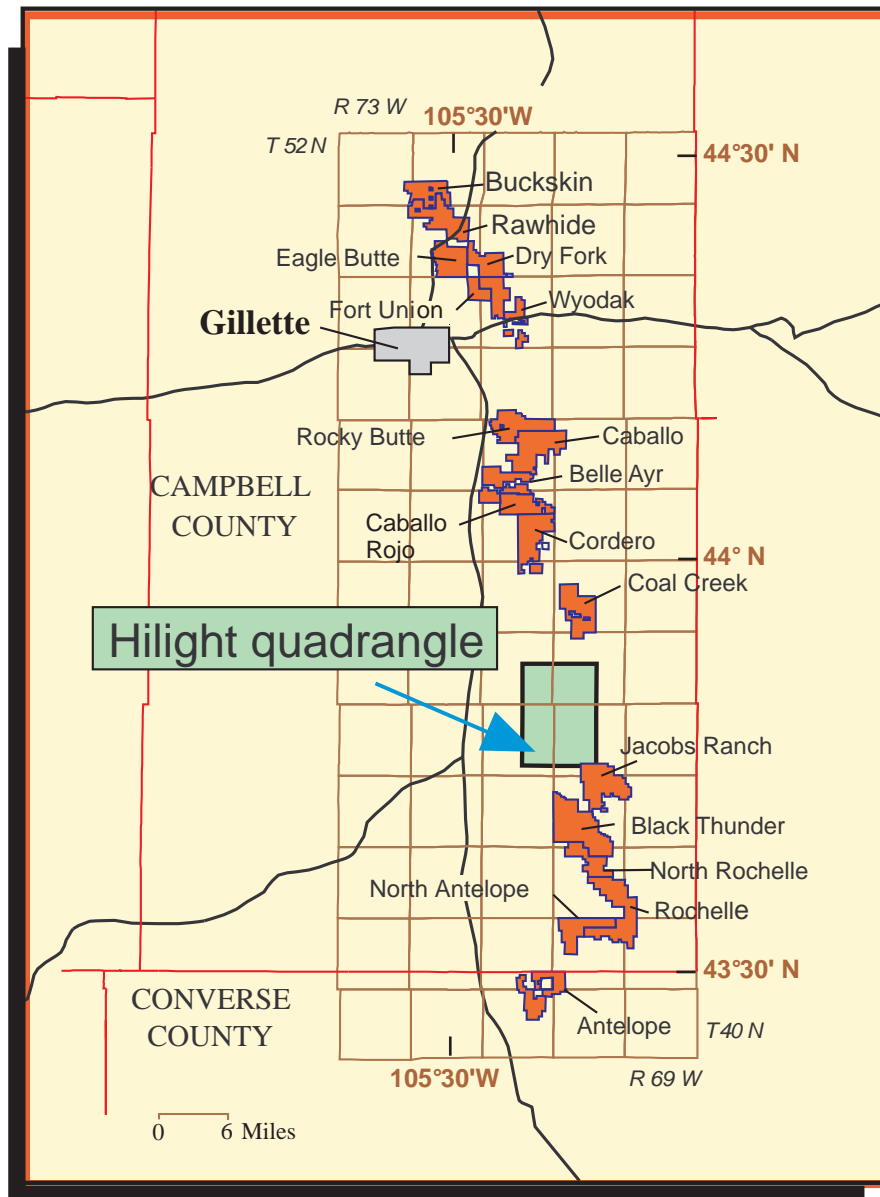 R 73 W
105°30'W
T 52 N
44°30' N
Buckskin
Rawhide
Eagle Butte
Dry Fork
Fort Union
Wyodak
Gillette
Rocky Butte
Caballo
Belle Ayr
CAMPBELL
COUNTY
Caballo
Rojo
Cordero
44° N
Coal Creek
Hilight quadrangle
Jacobs Ranch
Black Thunder
North Rochelle
North Antelope
Rochelle
43°30' N
CONVERSE
COUNTY
Antelope
T40 N
105°30'W
R 69 W
0 6 Miles